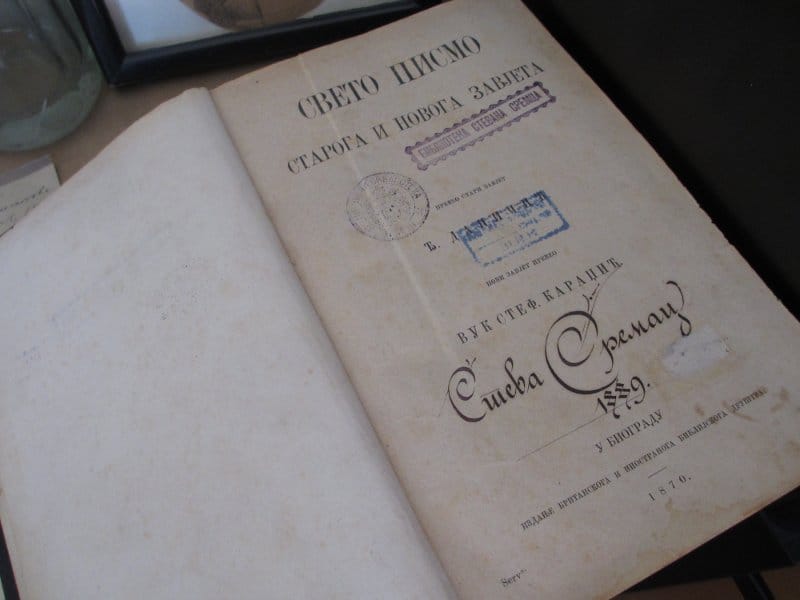 СВЕТО ПИСМО
СТАРОГА И НОВОГА ЗАВЈЕТА
БИБЛИОТЕКА СТЕВАНА СРЕМЦА
ПРЕВЕО СТАРИ ЗАВЈЕТ
Ђ. ДАНИЧИЋ
НОВИ ЗАВЈЕТ ПРЕВЕО
ВУК СТЕФ. КАРАЏИЋ
Стева Сремац
1889.
У БИОГРАДУ
ИЗДАЊЕ БРИТАНСКОГА И ИНОСТРАНОГА БИБЛИЈСКОГА ДРУШТВА.
1870.
Serv